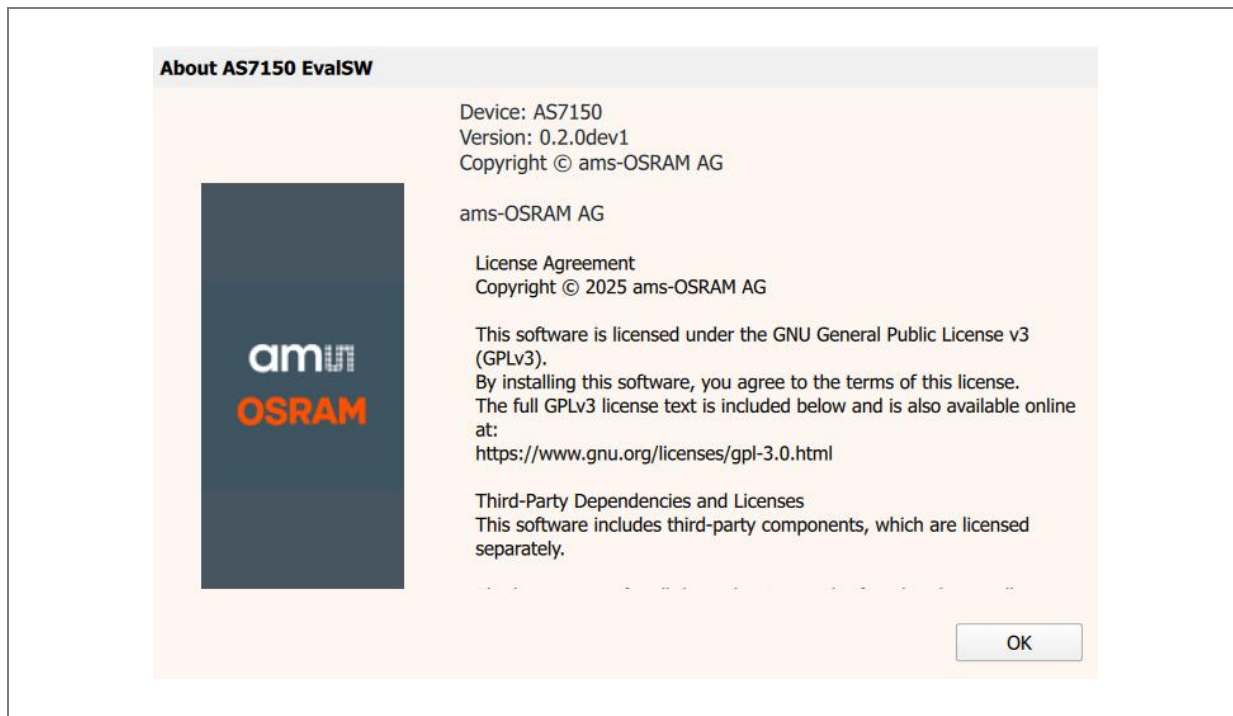 About AS7150 EvalSW
Device: AS7150
Version: 0.2.0dev1
Copyright © ams-OSRAM AG
ams-OSRAM AG
License Agreement
Copyright © 2025 ams-OSRAM AG
This software is licensed under the GNU General Public License v3
(GPLv3).
By installing this software, you agree to the terms of this license.
The full GPLv3 license text is included below and is also available online
at:
https://www.gnu.org/licenses/gpl-3.0.html
Third-Party Dependencies and Licenses
This software includes third-party components, which are licensed
separately.
amu
OSRAM
OK